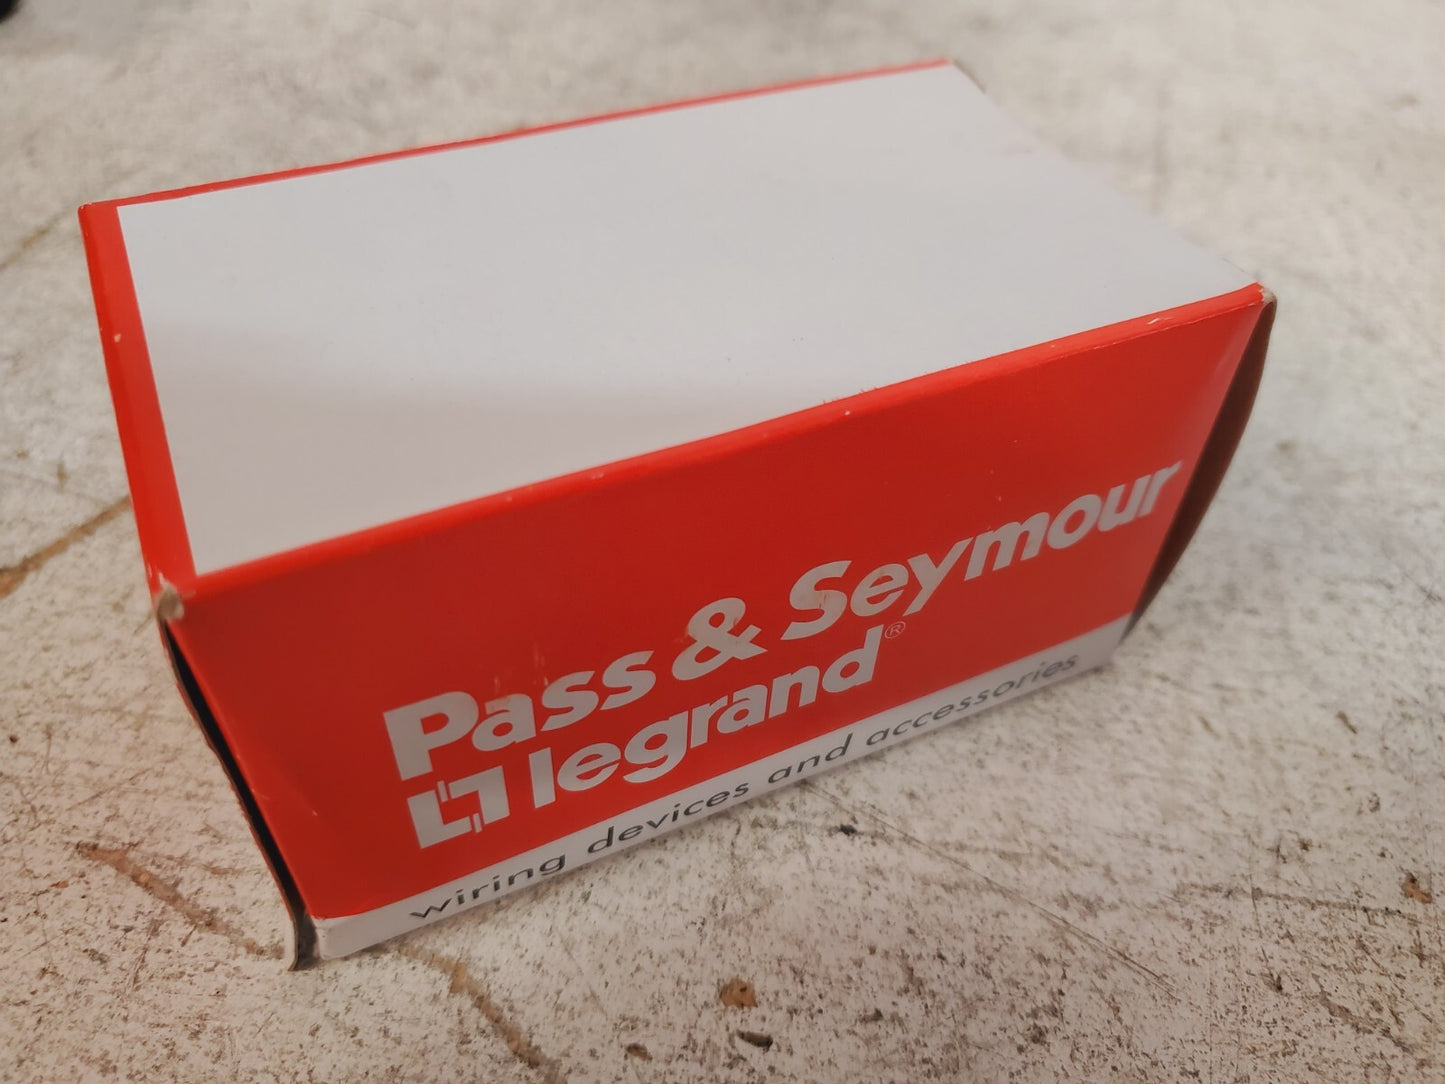 Pass & Seymour
legrand®
wiring devices and accessories